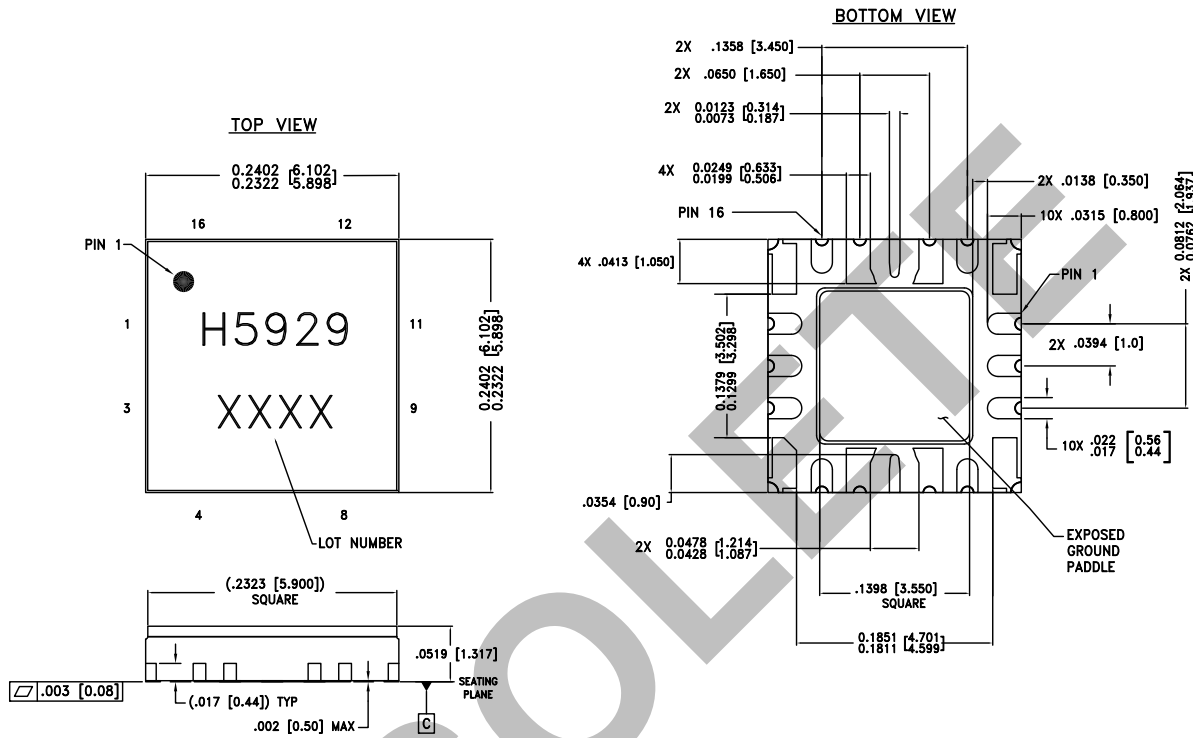 BOTTOM VIEW
2X .1358 [3.450]
2X .0650 [1.650]
2X 0.0123 [0.314]
0.0073 [0.187]
4X 0.0249 [0.633]
0.0199 [0.506]
PIN 16
2X .0138 [0.350]
10X .0315 [0.800]
2X 0.0812 [2.064]
0.0762 [1.937]
4X .0413 [1.050]
PIN 1
0.1379 [3.502]
0.1299 [3.298]
2X .0394 [1.0]
10X .022 [0.56]
.017 [0.44]
.0354 [0.90]
2X 0.0478 [1.214]
0.0428 [1.087]
.1398 [3.550]
SQUARE
0.1851 [4.701]
0.1811 [4.599]
EXPOSED
GROUND
PADDLE
TOP VIEW
0.2402 [6.102]
0.2322 [5.898]
16
12
PIN 1
1
H5929
11
0.2402 [6.102]
0.2322 [5.898]
3
XXXX
9
4
8
LOT NUMBER
(.2323 [5.900])
SQUARE
.0519 [1.317]
SEATING
PLANE
.003 [0.08]
(.017 [0.44]) TYP
.002 [0.50] MAX
C
OLETE